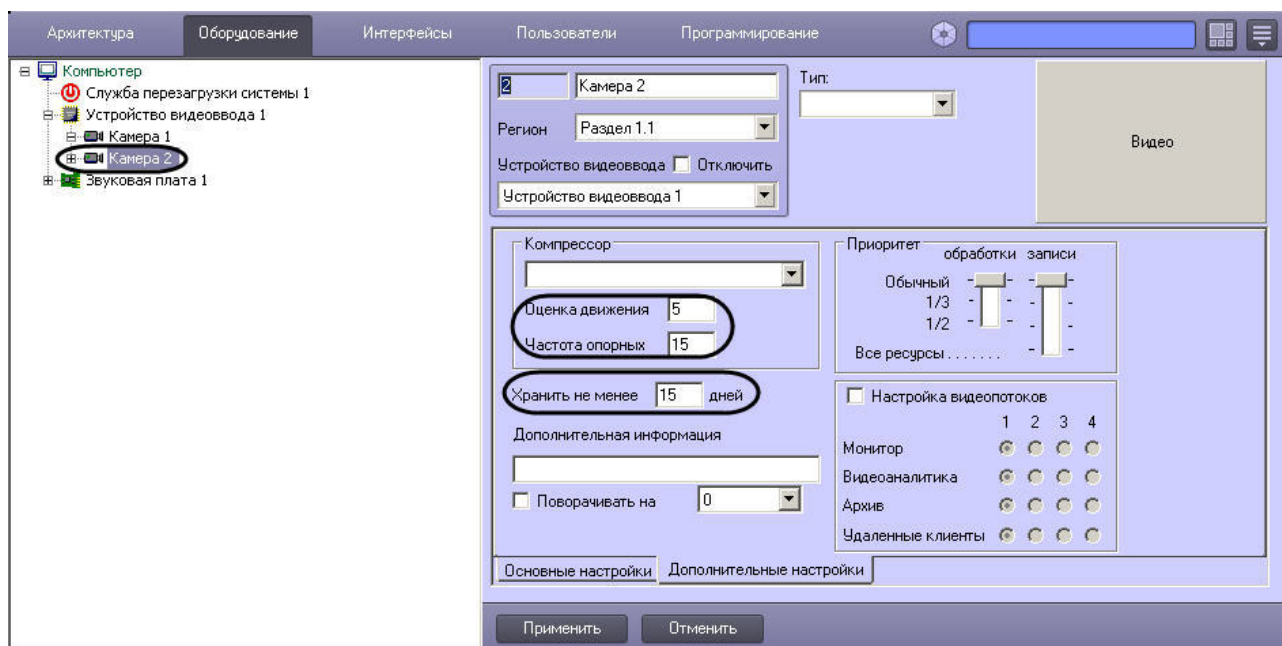 Архитектура Оборудование Интерфейсы Пользователи Программирование
Компьютер
Служба перезагрузки системы 1
Устройство видеоввода 1
Камера 1
Камера 2
Звуковая плата 1
2 Камера 2
Тип:
Регион Раздел 1.1
Устройство видеоввода Отключить
Устройство видеоввода 1
Видео
Компрессор
Оценка движения 5
Частота опорных 15
Хранить не менее 15 дней
Дополнительная информация
Поворачивать на 0
Приоритет обработки записи
Обычный
1/3
1/2
Все ресурсы . . . . . . .
Настройка видеопотоков
1 2 3 4
Монитор
Видеоаналитика
Архив
Удаленные клиенты
Основные настройки Дополнительные настройки
Применить Отменить